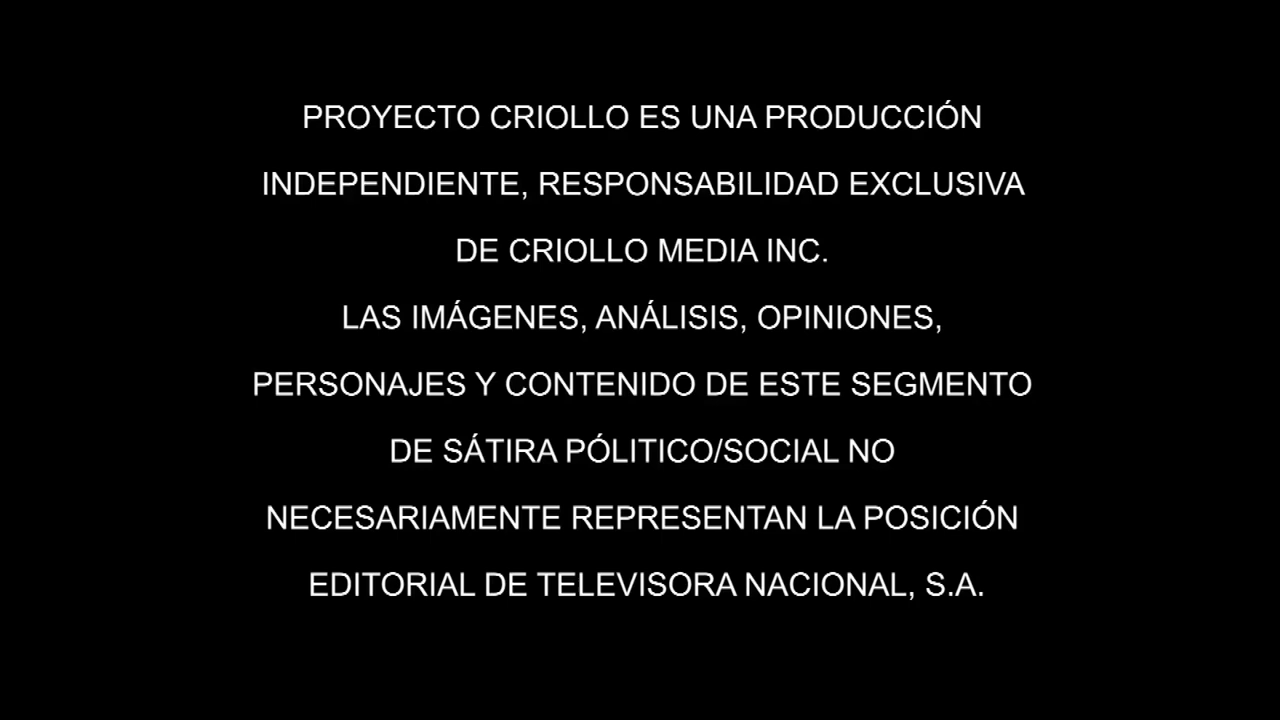 PROYECTO CRIOLLO ES UNA PRODUCCIÓN
INDEPENDIENTE, RESPONSABILIDAD EXCLUSIVA
DE CRIOLLO MEDIA INC.
LAS IMÁGENES, ANÁLISIS, OPINIONES,
PERSONAJES Y CONTENIDO DE ESTE SEGMENTO
DE SÁTIRA PÓLITICO/SOCIAL NO
NECESARIAMENTE REPRESENTAN LA POSICIÓN
EDITORIAL DE TELEVISORA NACIONAL, S.A.